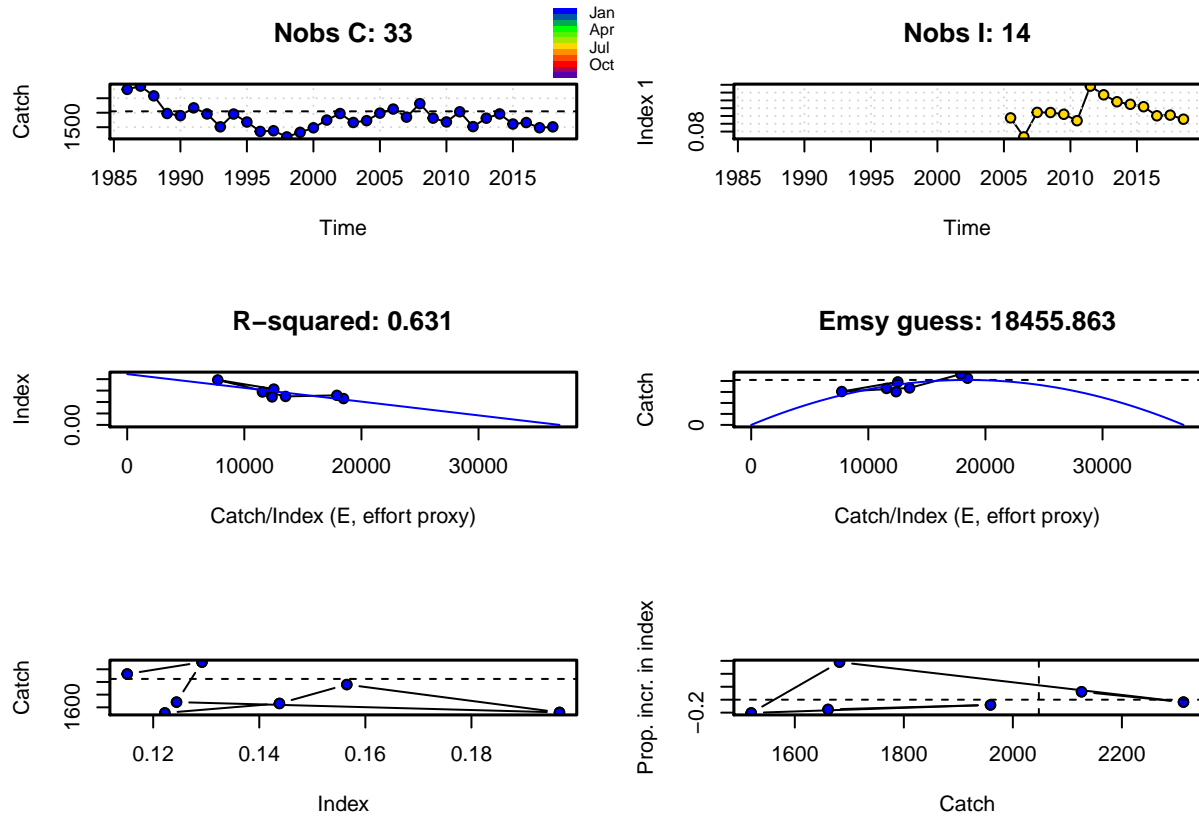 Nobs C: 33
Jan
Apr
Jul
Oct
Nobs I: 14
Catch
1500
1985 1990 1995 2000 2005 2010 2015
Time
Index 1
0.08
1985 1990 1995 2000 2005 2010 2015
Time
R−squared: 0.631
Index
0.00
0 10000 20000 30000
Catch/Index (E, effort proxy)
Emsy guess: 18455.863
Catch
0
0 10000 20000 30000
Catch/Index (E, effort proxy)
Catch
1600
0.12 0.14 0.16 0.18
Index
Prop. incr. in index
−0.2
1600 1800 2000 2200
Catch